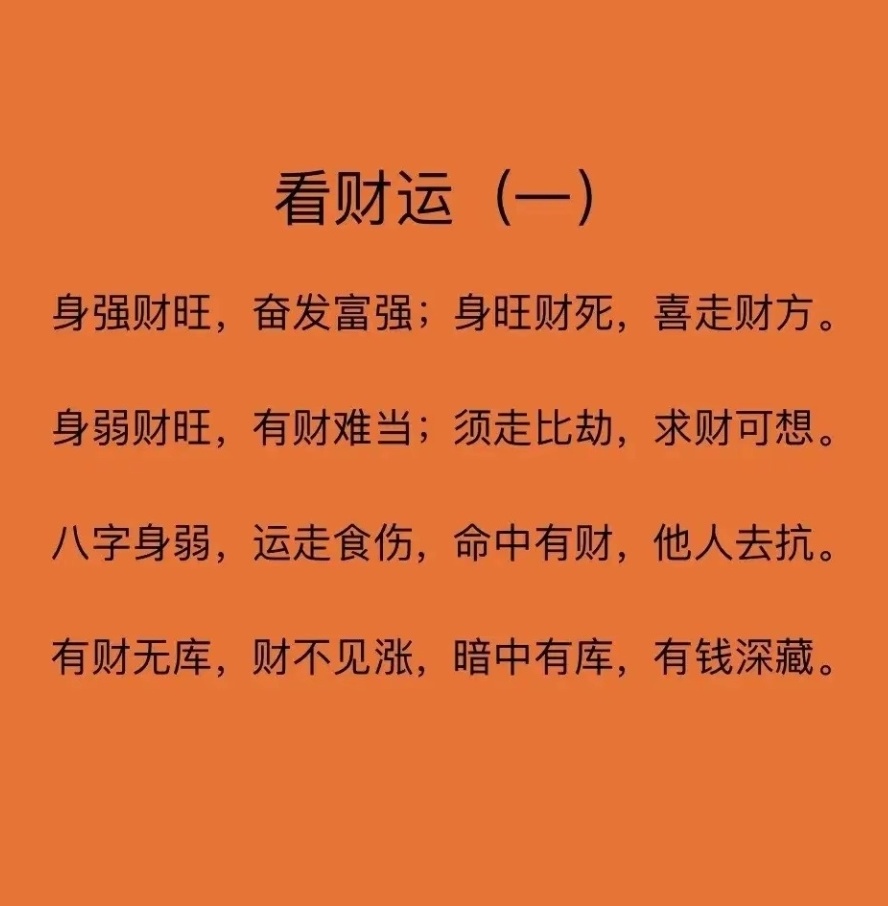 看财运（一）
身强财旺，奋发富强；身旺财死，喜走财方。
身弱财旺，有财难当；须走比劫，求财可想。
八字身弱，运走食伤，命中有财，他人去抗。
有财无库，财不见涨，暗中有库，有钱深藏。